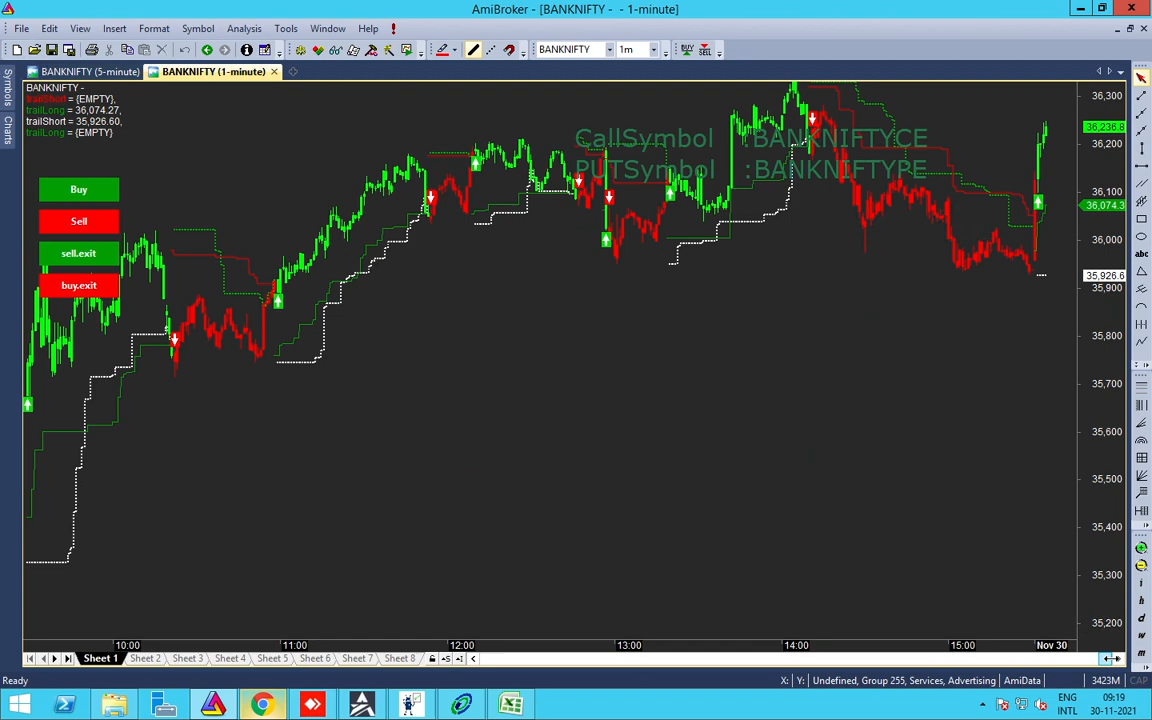 AmiBroker - [BANKNIFTY - - 1-minute]
File Edit View Insert Format Symbol Analysis Tools Window Help
BANKNIFTY 1m BUY SELL
BANKNIFTY (5-minute) BANKNIFTY (1-minute)
Symbols
Charts
BANKNIFTY -
trailShort = {EMPTY},
trailLong = 36,074.27,
trailShort = 35,926.60,
trailLong = {EMPTY}
CallSymbol :BANKNIFTYCE
PUTSymbol :BANKNIFTYPE
Buy
Sell
sell.exit
buy.exit
36,300
36,236.8
36,200
36,100
36,074.3
36,000
35,926.6
35,900
35,800
35,700
35,600
35,500
35,400
35,300
35,200
abc
i
h
d
w
m
10:00 11:00 12:00 13:00 14:00 15:00 Nov 30
Sheet 1 Sheet 2 Sheet 3 Sheet 4 Sheet 5 Sheet 6 Sheet 7 Sheet 8
Ready X: Y: Undefined, Group 255, Services, Advertising AmiData 3423M CAP
ENG 09:19
INTL 30-11-2021